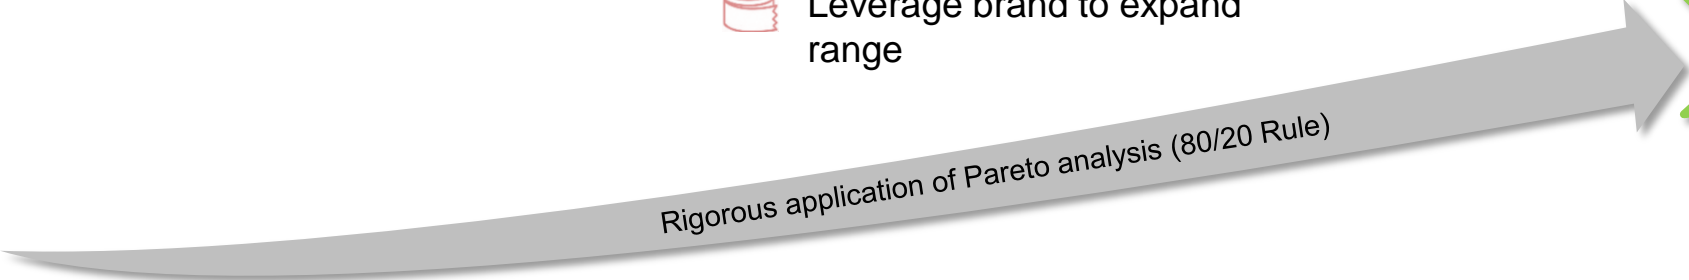 Leverage brand to expand
range
Rigorous application of Pareto analysis (80/20 Rule)